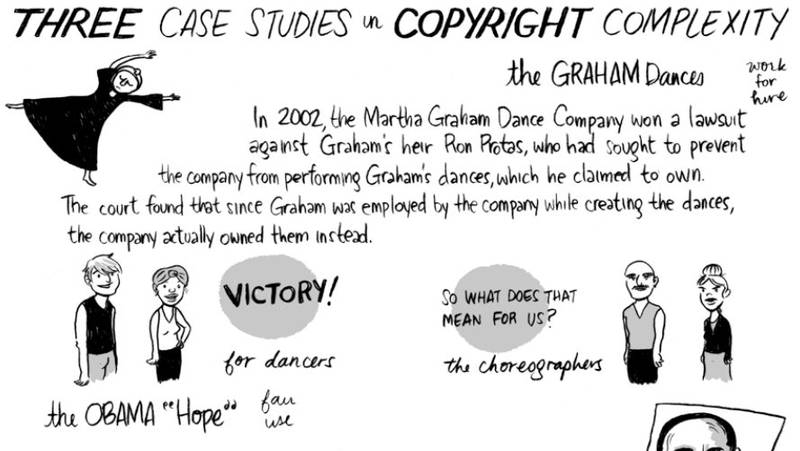 THREE CASE STUDIES in COPYRIGHT COMPLEXITY
the GRAHAM Dances
work
for
hire
In 2002, the Martha Graham Dance Company won a lawsuit
against Graham's heir Ron Protas, who had sought to prevent
the company from performing Graham's dances, which he claimed to own.
The court found that since Graham was employed by the company while creating the dances,
the company actually owned them instead.
VICTORY!
for dancers
SO WHAT DOES THAT
MEAN FOR US?
the choreographers
the OBAMA "Hope"
fair
use